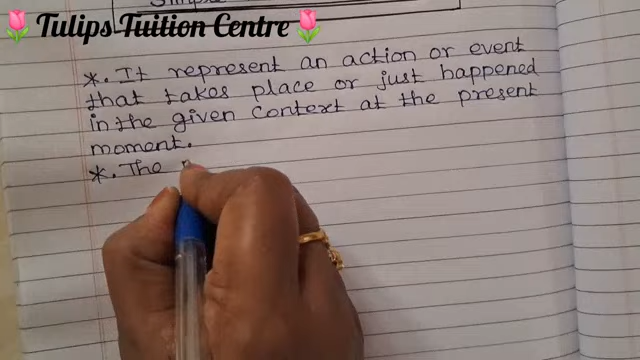 🌷 Tulips Tuition Centre 🌷
*. It represent an action or event
that takes place or just happened
in the given context at the present
moment.
*. The